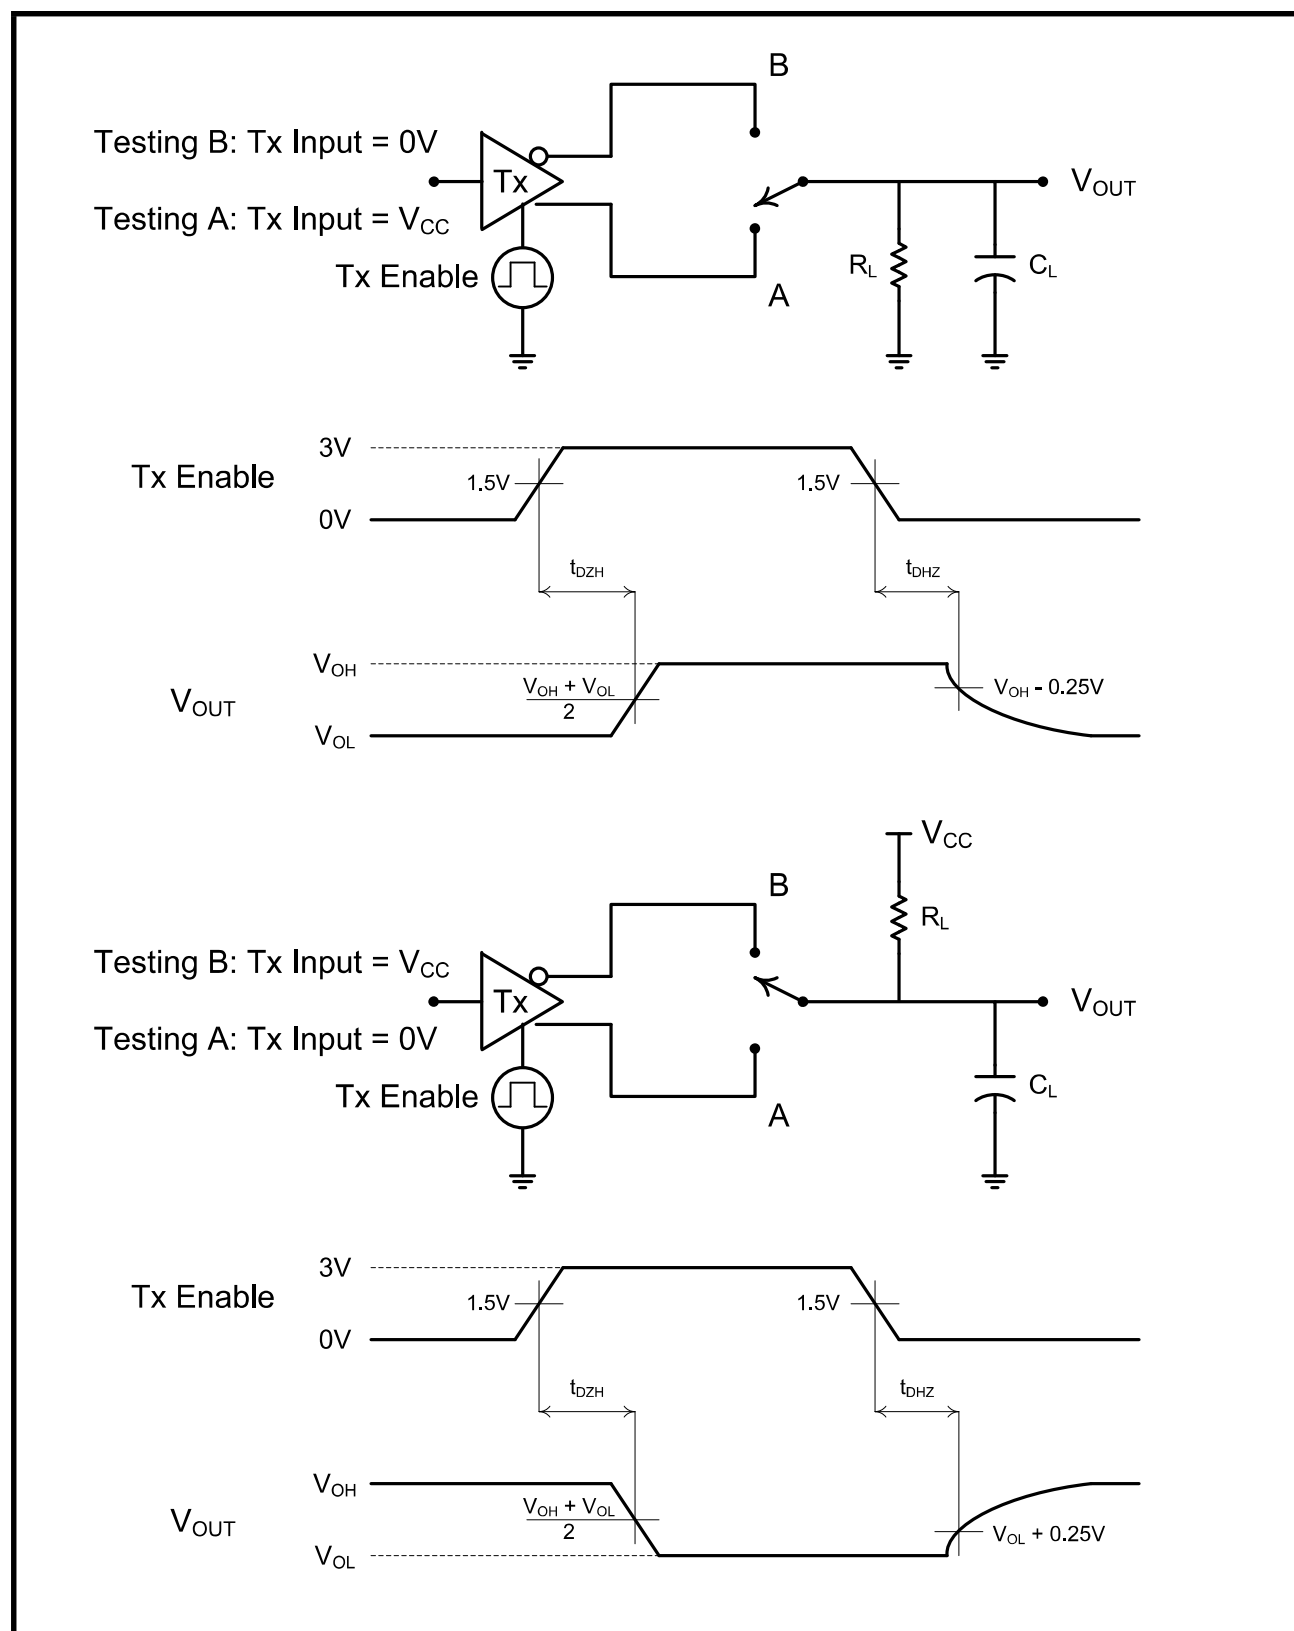 B
Testing B: Tx Input = 0V
Tx
V_OUT
Testing A: Tx Input = V_CC
R_L
C_L
Tx Enable
A
3V
Tx Enable
1.5V
1.5V
0V
t_DZH
t_DHZ
V_OH
V_OUT
V_OH + V_OL
2
V_OH - 0.25V
V_OL
V_CC
B
R_L
Testing B: Tx Input = V_CC
Tx
V_OUT
Testing A: Tx Input = 0V
C_L
Tx Enable
A
3V
Tx Enable
1.5V
1.5V
0V
t_DZH
t_DHZ
V_OH
V_OUT
V_OH + V_OL
2
V_OL + 0.25V
V_OL